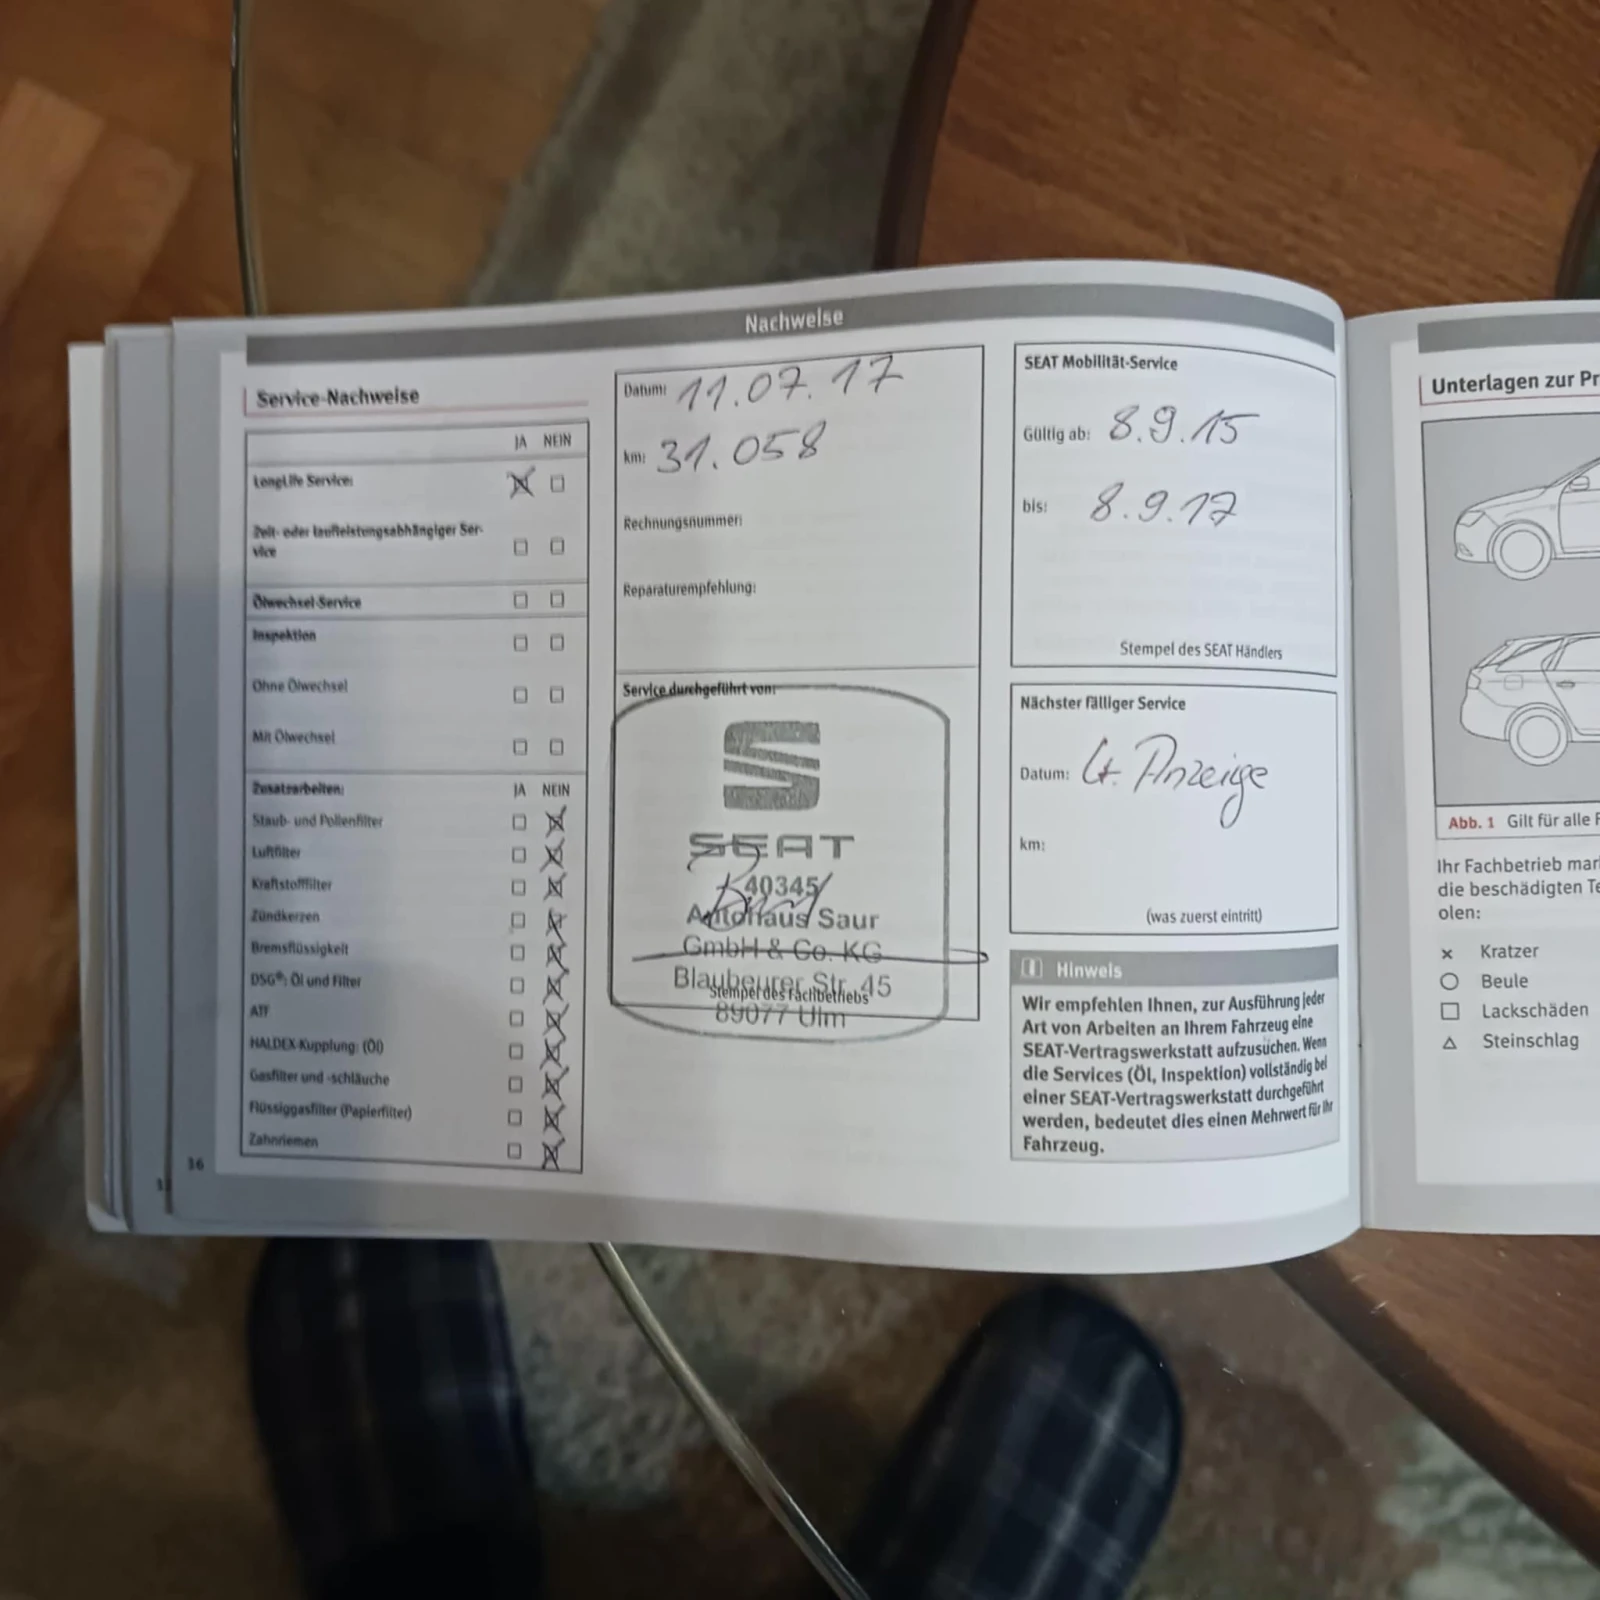 Nachweise
Service-Nachweise
JA NEIN
LongLife Service:
Zeit- oder laufleistungsabhängiger Ser-
vice
Ölwechsel-Service
Inspektion
Ohne Ölwechsel
Mit Ölwechsel
Zusatzarbeiten: JA NEIN
Staub- und Pollenfilter
Luftfilter
Kraftstofffilter
Zündkerzen
Bremsflüssigkeit
DSG®: Öl und Filter
ATF
HALDEX-Kupplung: (Öl)
Gasfilter und -schläuche
Flüssiggasfilter (Papierfilter)
Zahnriemen
16
Datum: 11.07.17
km: 31.058
Rechnungsnummer:
Reparaturempfehlung:
Service durchgeführt von:
SEAT
40345
Autohaus Saur
GmbH & Co. KG
Blaubeurer Str. 45
Stempel des Fachbetriebs
89077 Ulm
SEAT Mobilität-Service
Gültig ab: 8.9.15
bis: 8.9.17
Stempel des SEAT Händlers
Nächster fälliger Service
Datum: Lt. Anzeige
km:
(was zuerst eintritt)
Hinweis
Wir empfehlen Ihnen, zur Ausführung jeder
Art von Arbeiten an Ihrem Fahrzeug eine
SEAT-Vertragswerkstatt aufzusuchen. Wenn
die Services (Öl, Inspektion) vollständig bei
einer SEAT-Vertragswerkstatt durchgeführt
werden, bedeutet dies einen Mehrwert für Ihr
Fahrzeug.
Unterlagen zur Pr
Abb. 1 Gilt für alle F
Ihr Fachbetrieb mar
die beschädigten Te
olen:
Kratzer
Beule
Lackschäden
Steinschlag